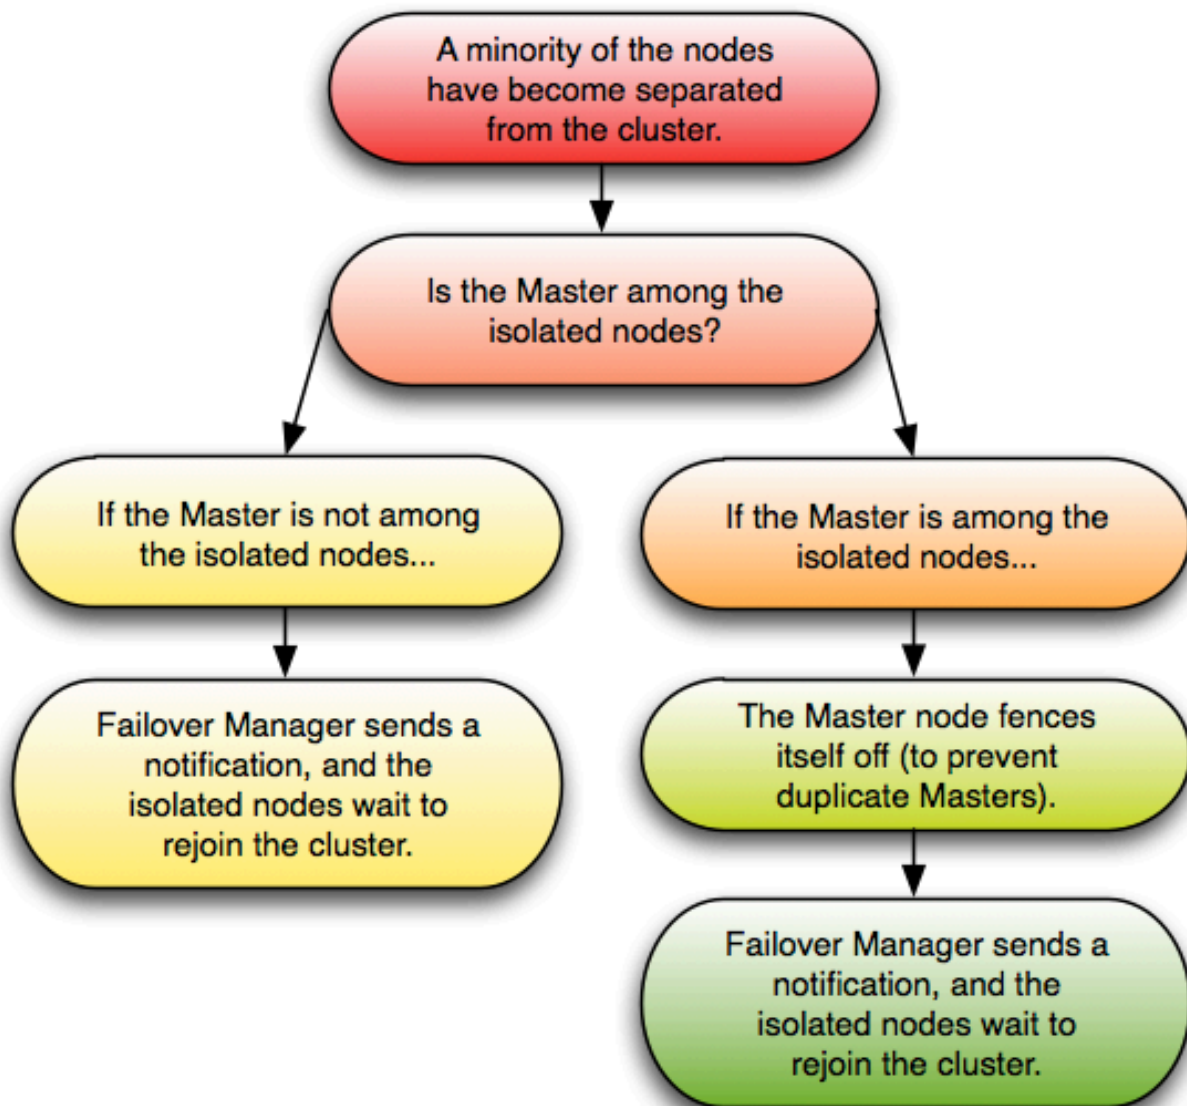 A minority of the nodes
have become separated
from the cluster.
Is the Master among the
isolated nodes?
If the Master is not among
the isolated nodes...
If the Master is among the
isolated nodes...
Failover Manager sends a
notification, and the
isolated nodes wait to
rejoin the cluster.
The Master node fences
itself off (to prevent
duplicate Masters).
Failover Manager sends a
notification, and the
isolated nodes wait to
rejoin the cluster.